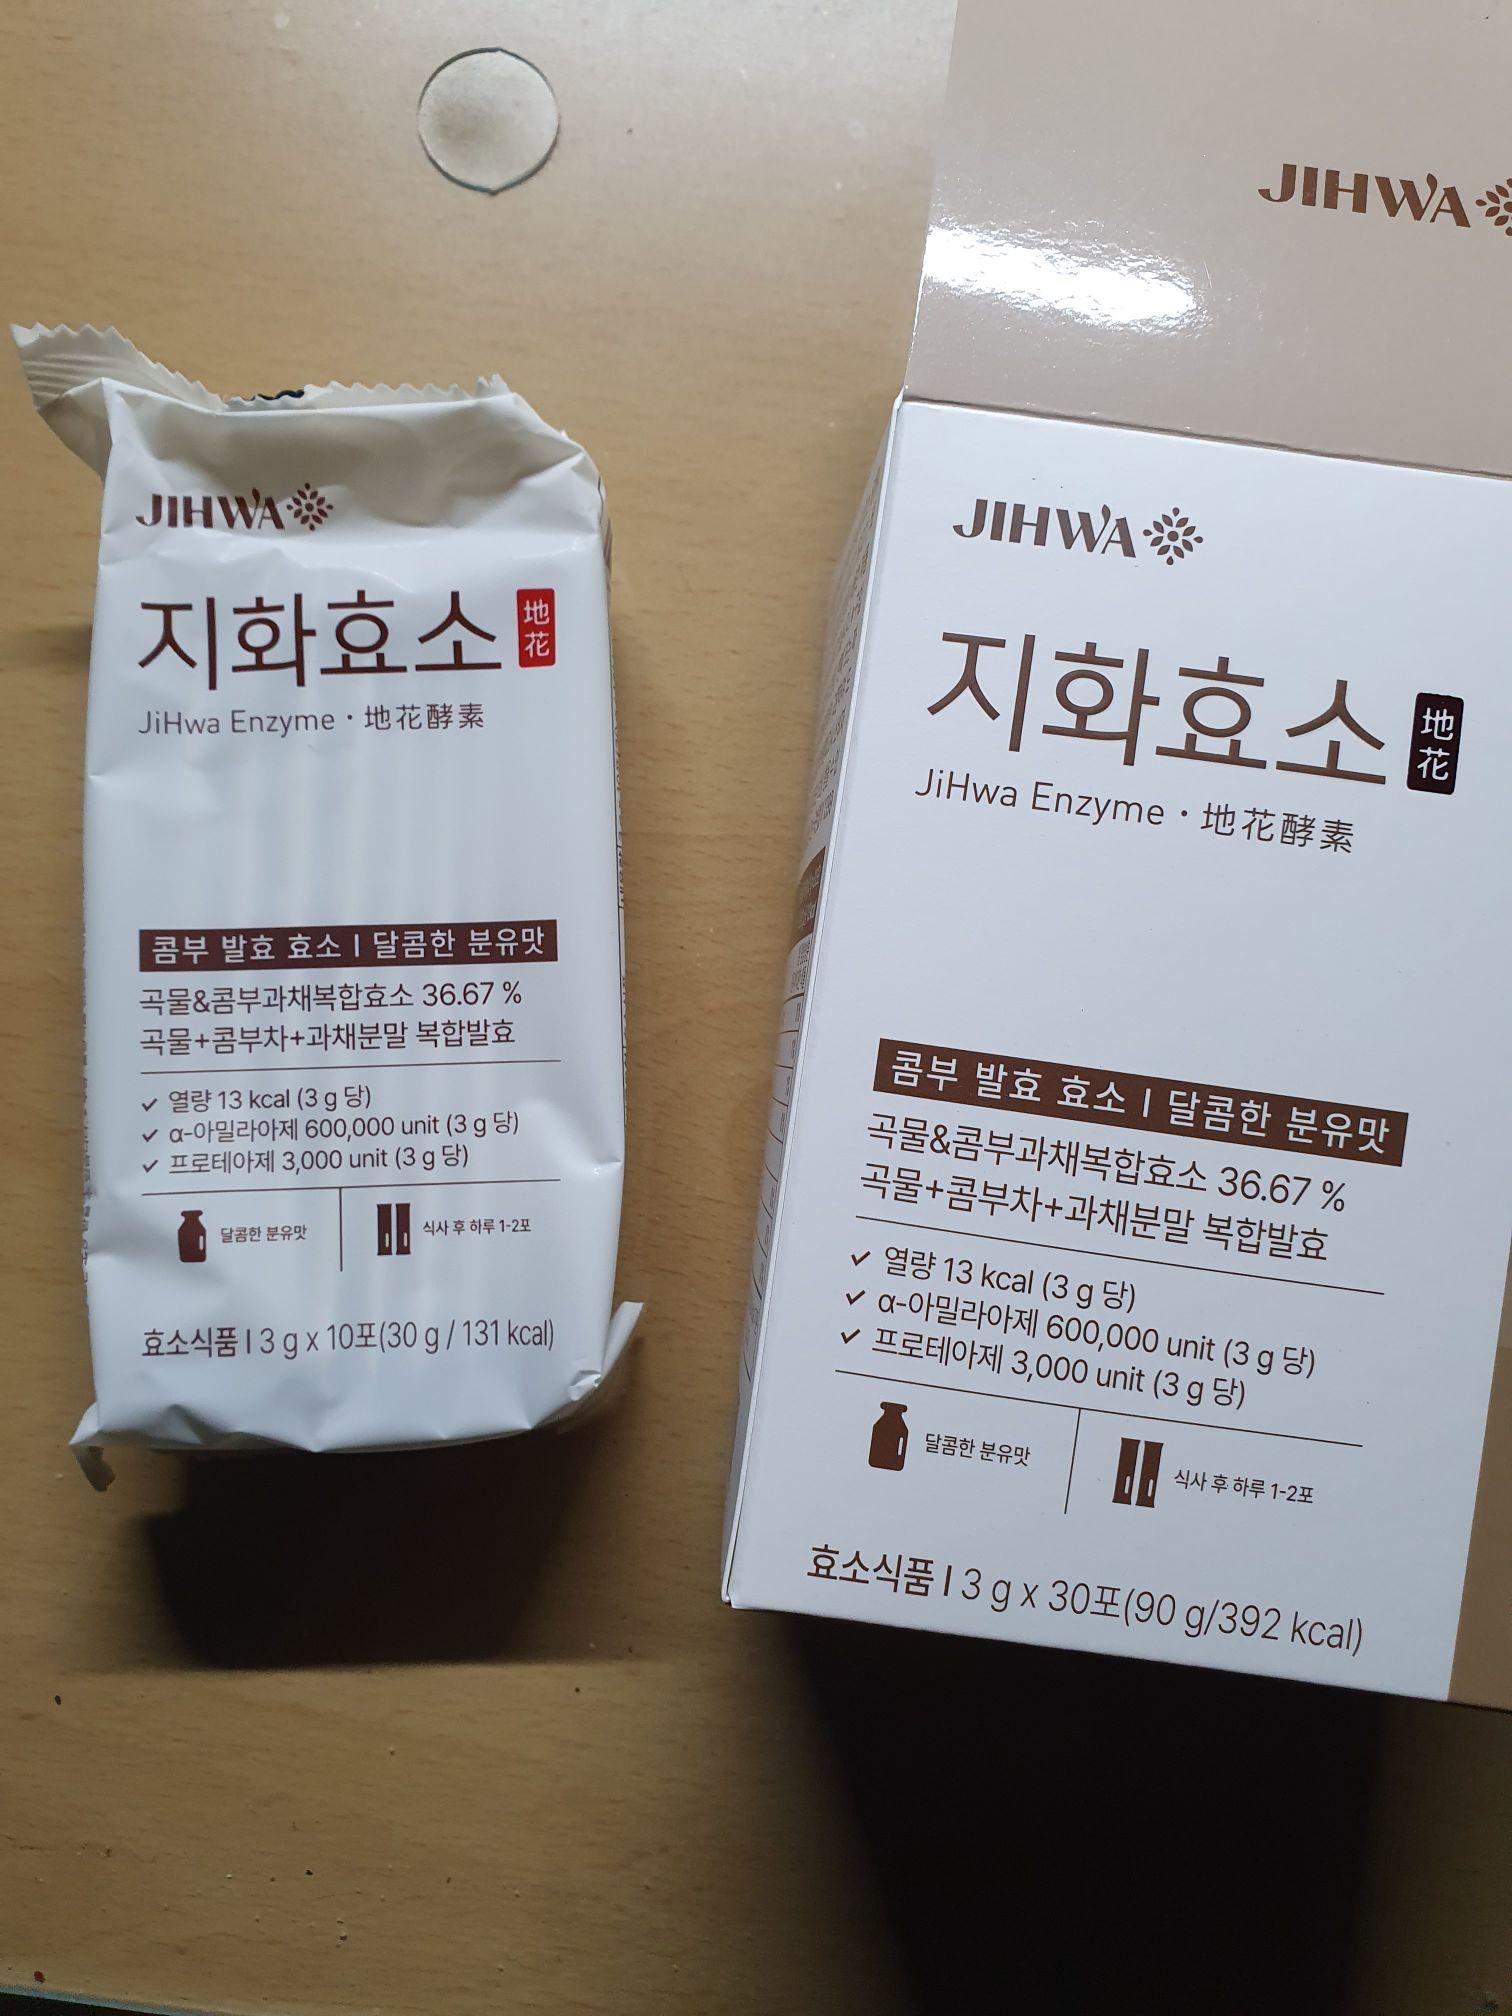 JIHWA
지화효소 地花
JiHwa Enzyme · 地花酵素
콤부 발효 효소 | 달콤한 분유맛
곡물&콤부과채복합효소 36.67 %
곡물+콤부차+과채분말 복합발효
열량 13 kcal (3 g 당)
α-아밀라아제 600,000 unit (3 g 당)
프로테아제 3,000 unit (3 g 당)
달콤한 분유맛
식사 후 하루 1-2포
효소식품 | 3 g x 10포(30 g / 131 kcal)
JIHWA
JIHWA
지화효소 地花
JiHwa Enzyme · 地花酵素
콤부 발효 효소 | 달콤한 분유맛
곡물&콤부과채복합효소 36.67 %
곡물+콤부차+과채분말 복합발효
열량 13 kcal (3 g 당)
α-아밀라아제 600,000 unit (3 g 당)
프로테아제 3,000 unit (3 g 당)
달콤한 분유맛
식사 후 하루 1-2포
효소식품 | 3 g x 30포(90 g/392 kcal)